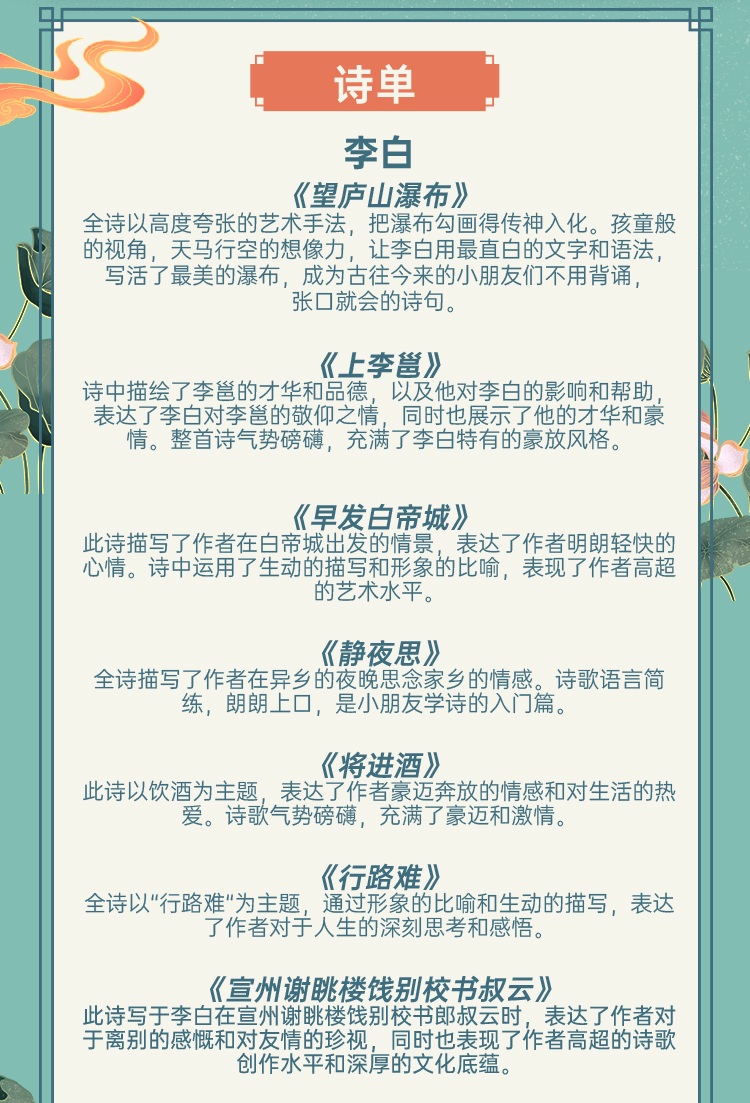 诗单
李白
《望庐山瀑布》
全诗以高度夸张的艺术手法，把瀑布勾画得传神入化。孩童般
的视角，天马行空的想像力，让李白用最直白的文字和语法，
写活了最美的瀑布，成为古往今来的小朋友们不用背诵，
张口就会的诗句。
《上李邕》
诗中描绘了李邕的才华和品德，以及他对李白的影响和帮助，
表达了李白对李邕的敬仰之情，同时也展示了他的才华和豪
情。整首诗气势磅礴，充满了李白特有的豪放风格。
《早发白帝城》
此诗描写了作者在白帝城出发的情景，表达了作者明朗轻快的
心情。诗中运用了生动的描写和形象的比喻，表现了作者高超
的艺术水平。
《静夜思》
全诗描写了作者在异乡的夜晚思念家乡的情感。诗歌语言简
练，朗朗上口，是小朋友学诗的入门篇。
《将进酒》
此诗以饮酒为主题，表达了作者豪迈奔放的情感和对生活的热
爱。诗歌气势磅礴，充满了豪迈和激情。
《行路难》
全诗以"行路难"为主题，通过形象的比喻和生动的描写，表达
了作者对于人生的深刻思考和感悟。
《宣州谢眺楼饯别校书叔云》
此诗写于李白在宣州谢眺楼饯别校书郎叔云时，表达了作者对
于离别的感慨和对友情的珍视，同时也表现了作者高超的诗歌
创作水平和深厚的文化底蕴。